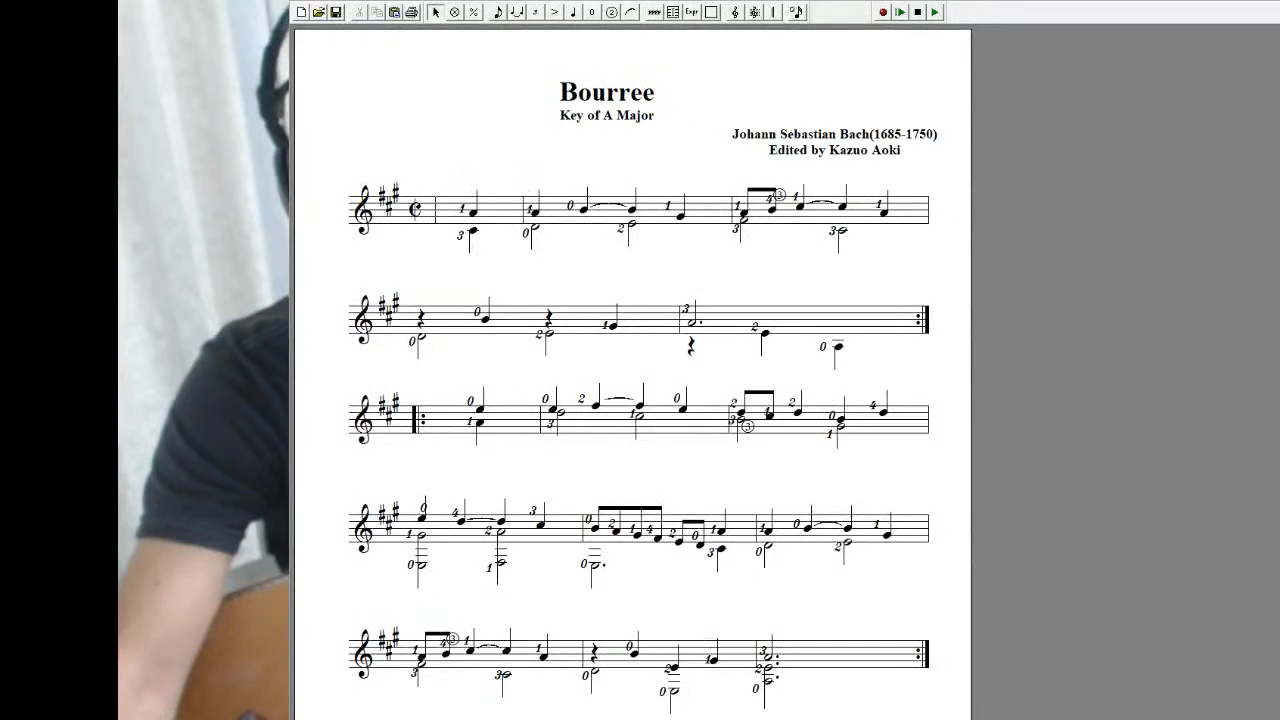 Bourree
Key of A Major
Johann Sebastian Bach(1685-1750)
Edited by Kazuo Aoki